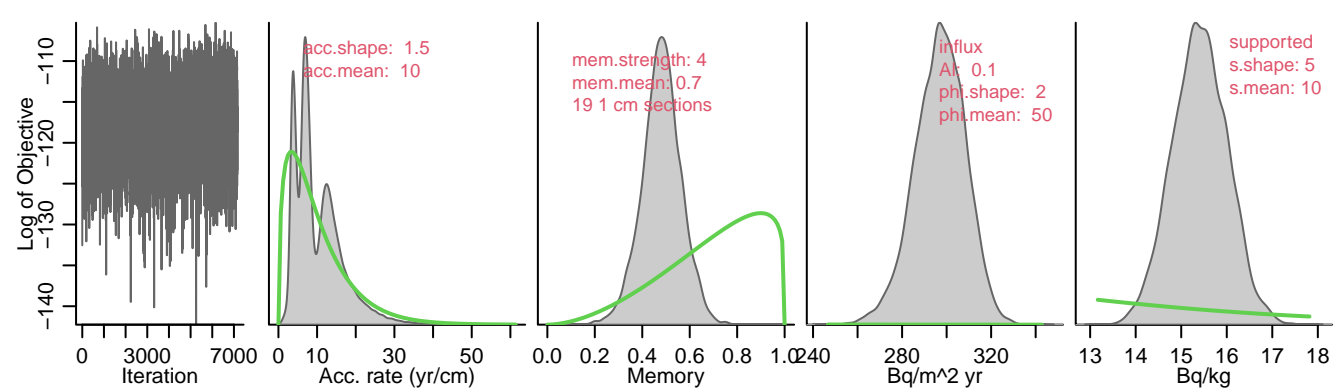 Log of Objective
−140
−130
−120
−110
0
3000
7000
Iteration
acc.shape: 1.5
acc.mean: 10
0
10
30
50
Acc. rate (yr/cm)
mem.strength: 4
mem.mean: 0.7
19 1 cm sections
0.0
0.2
0.4
0.6
0.8
1.0
Memory
influx
Al: 0.1
phi.shape: 2
phi.mean: 50
240
280
320
Bq/m^2 yr
supported
s.shape: 5
s.mean: 10
13
14
15
16
17
18
Bq/kg